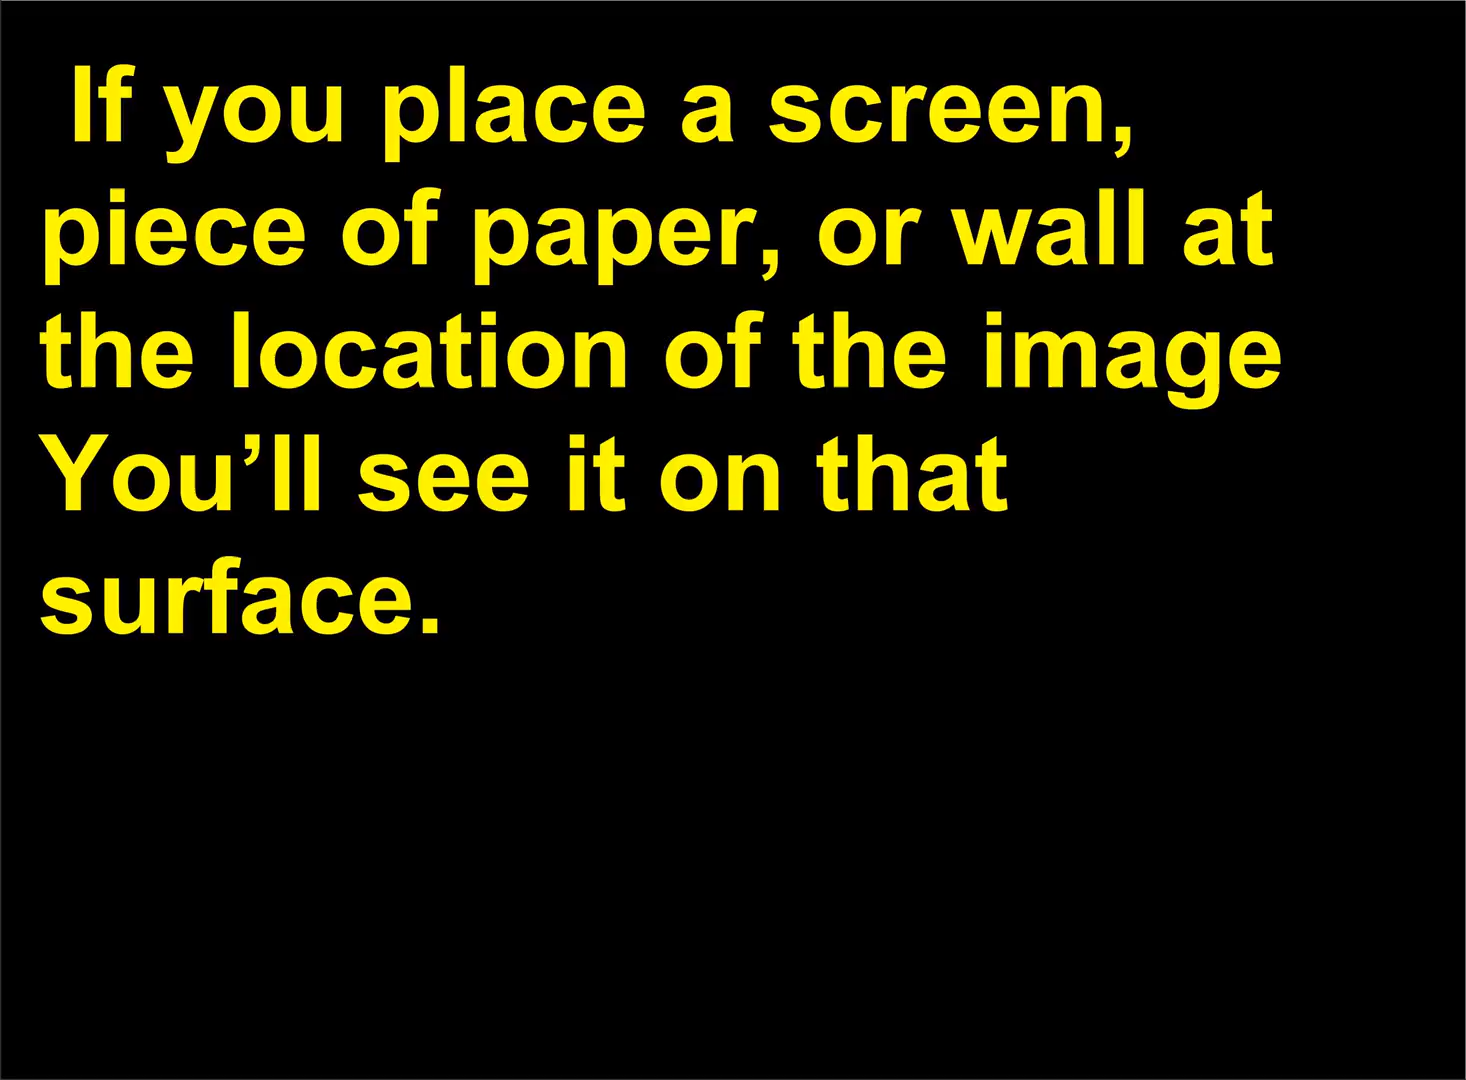 If you place a screen,
piece of paper, or wall at
the location of the image
You’ll see it on that
surface.